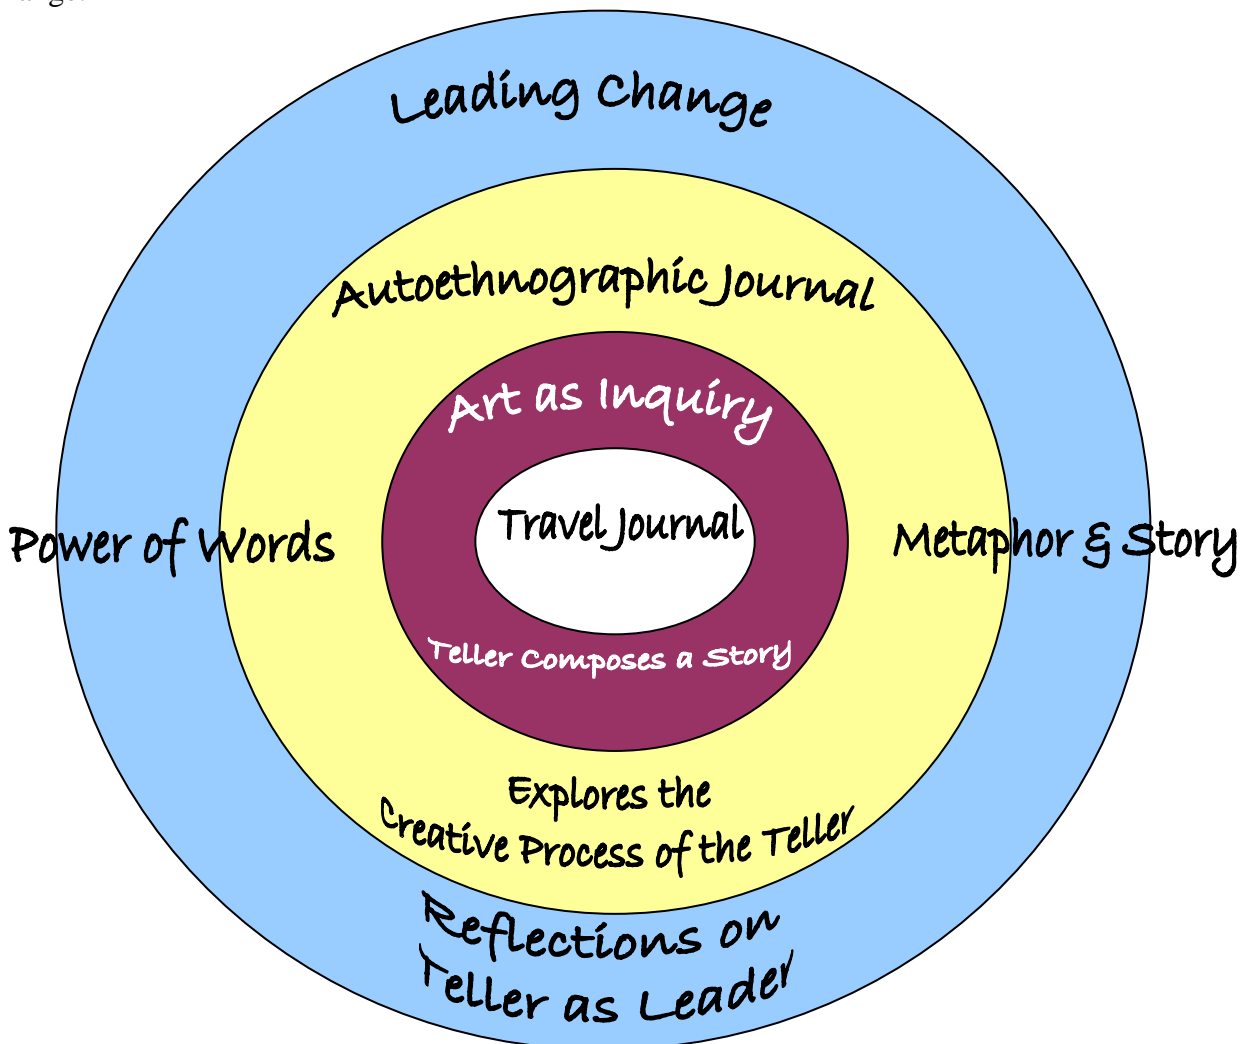 Leading Change
Autoethnographic Journal
Art as Inquiry
Travel Journal
Power of Words
Metaphor & Story
Teller Composes a Story
Explores the
Creative Process of the Teller
Reflections on
Teller as Leader